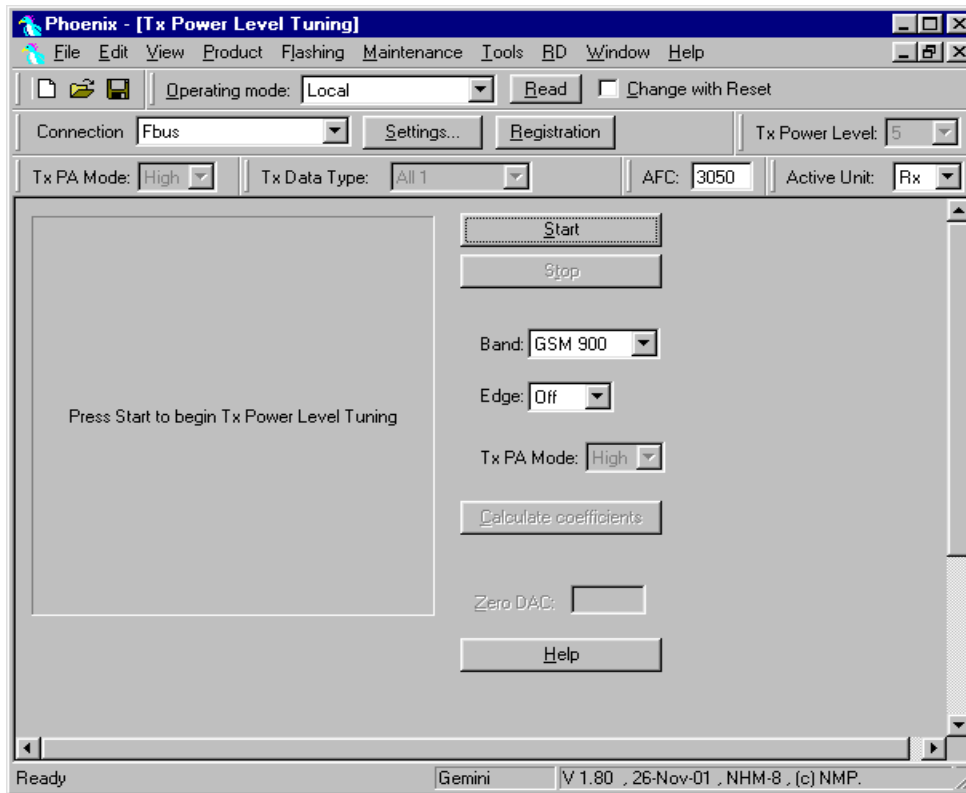 Phoenix - [Tx Power Level Tuning]
File Edit View Product Flashing Maintenance Tools RD Window Help
Operating mode: Local Read Change with Reset
Connection Fbus Settings... Registration Tx Power Level: 5
Tx PA Mode: High Tx Data Type: All 1 AFC: 3050 Active Unit: Rx
Start
Stop
Band: GSM 900
Edge: Off
Press Start to begin Tx Power Level Tuning
Tx PA Mode: High
Calculate coefficients
Zero DAC:
Help
Ready Gemini V 1.80 , 26-Nov-01 , NHM-8 , (c) NMP.